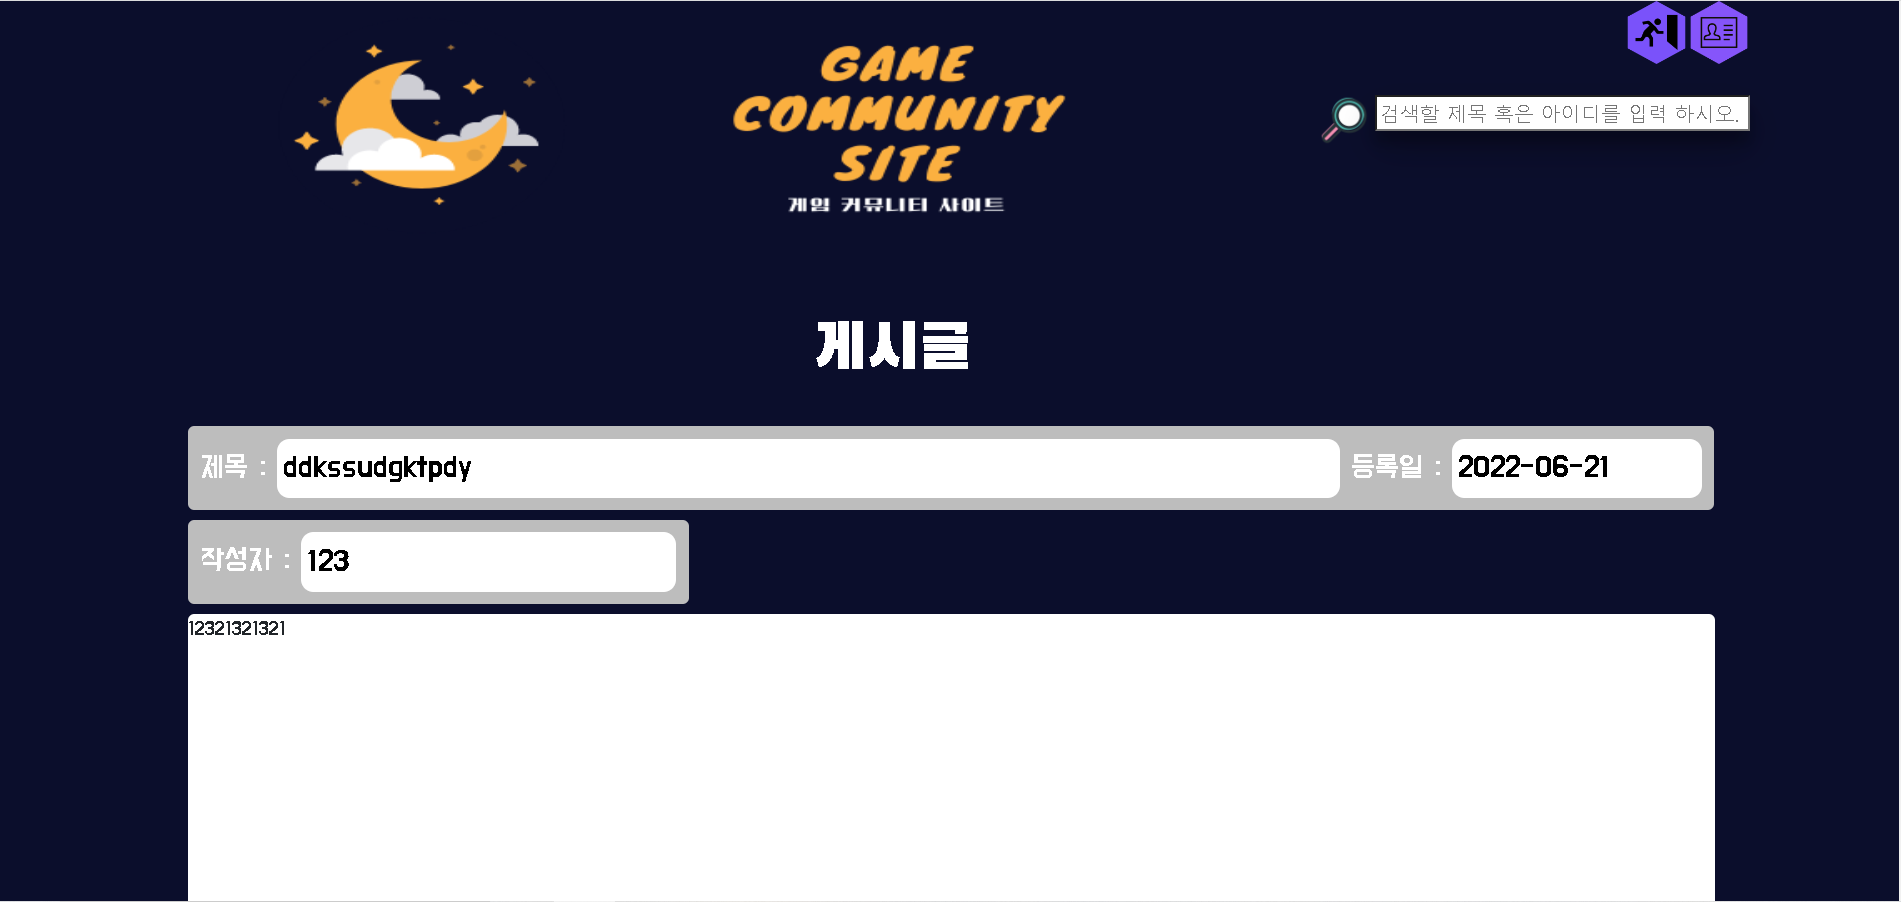 GAME
COMMUNITY
SITE
게임 커뮤니티 사이트
검색할 제목 혹은 아이디를 입력 하시오.
게시글
제목 : ddkssudgktpdy 등록일 : 2022-06-21
작성자 : 123
12321321321